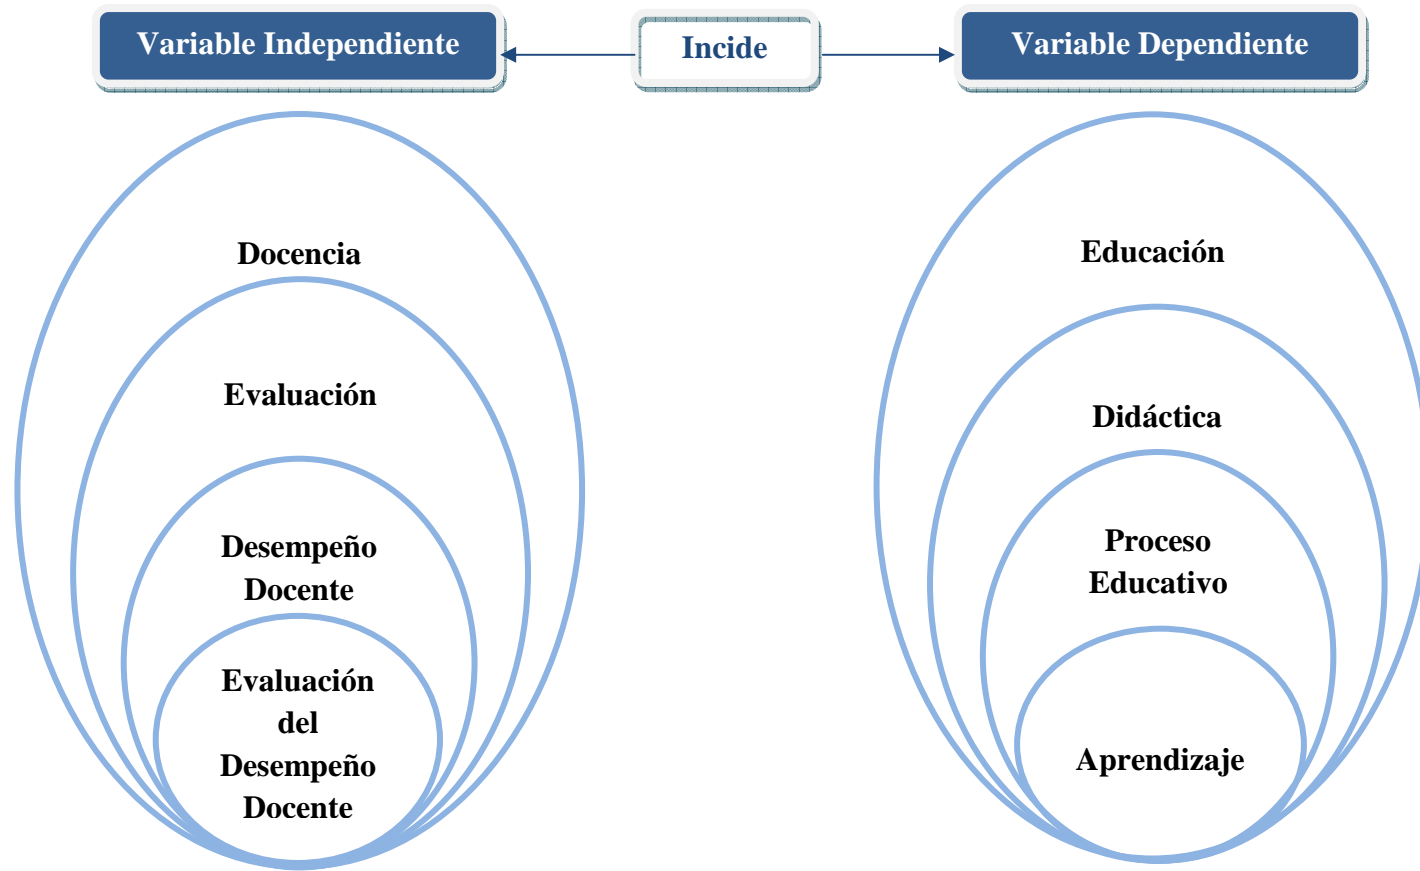 Variable Independiente
Incide
Variable Dependiente
Docencia
Evaluación
Desempeño
Docente
Evaluación
del
Desempeño
Docente
Educación
Didáctica
Proceso
Educativo
Aprendizaje